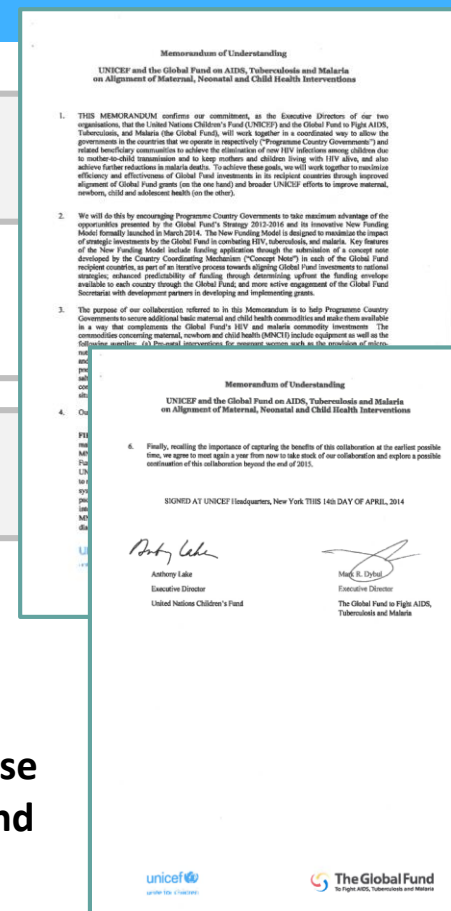 Memorandum of Understanding
UNICEF and the Global Fund on AIDS, Tuberculosis and Malaria
on Alignment of Maternal, Neonatal and Child Health Interventions
1. THIS MEMORANDUM confirms our commitment, as the Executive Directors of our two
organisations, that the United Nations Children's Fund (UNICEF) and the Global Fund to Fight AIDS,
Tuberculosis, and Malaria (the Global Fund), will work together in a coordinated way to allow the
governments in the countries that we operate in respectively ("Programme Country Governments") and
related beneficiary communities to achieve the elimination of new HIV infections among children due
to mother-to-child transmission and to keep mothers and children living with HIV alive, and also
achieve further reductions in malaria deaths. To achieve these goals, we will work together to maximize
efficiency and effectiveness of Global Fund investments in its recipient countries through improved
alignment of Global Fund grants (on the one hand) and broader UNICEF efforts to improve maternal,
newborn, child and adolescent health (on the other).
2. We will do this by encouraging Programme Country Governments to take maximum advantage of the
opportunities presented by the Global Fund's Strategy 2012-2016 and its innovative New Funding
Model formally launched in March 2014. The New Funding Model is designed to maximize the impact
of strategic investments by the Global Fund in combating HIV, tuberculosis, and malaria. Key features
of the New Funding Model include funding application through the submission of a concept note
developed by the Country Coordinating Mechanism ("Concept Note") in each of the Global Fund
recipient countries, as part of an iterative process towards aligning Global Fund investments to national
strategies; enhanced predictability of funding through determining upfront the funding envelope
available to each country through the Global Fund; and more active engagement of the Global Fund
Secretariat with development partners in developing and implementing grants.
3. The purpose of our collaboration referred to in this Memorandum is to help Programme Country
Governments to secure additional basic maternal and child health commodities and make them available
in a way that complements the Global Fund's HIV and malaria commodity investments The
commodities concerning maternal, newborn and child health (MNCH) include equipment as well as the
following supplies: (a) Pre-natal interventions for pregnant women such as the provision of micro-
4. Ou
Memorandum of Understanding
UNICEF and the Global Fund on AIDS, Tuberculosis and Malaria
on Alignment of Maternal, Neonatal and Child Health Interventions
6. Finally, recalling the importance of capturing the benefits of this collaboration at the earliest possible
time, we agree to meet again a year from now to take stock of our collaboration and explore a possible
continuation of this collaboration beyond the end of 2015.
SIGNED AT UNICEF Headquarters, New York THIS 14th DAY OF APRIL, 2014
Anthony Lake
Executive Director
United Nations Children's Fund
Mark R. Dybul
Executive Director
The Global Fund to Fight AIDS,
Tuberculosis and Malaria
se
nd
unicef
unite for children
The Global Fund
To Fight AIDS, Tuberculosis and Malaria